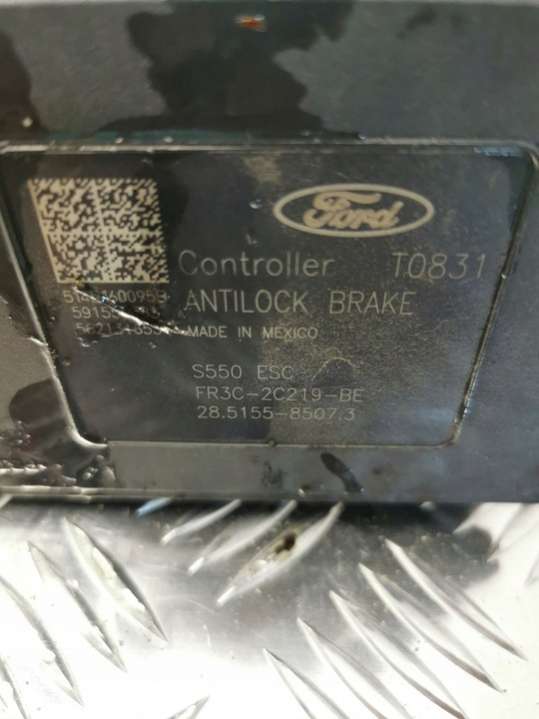 Ford
Controller T0831
ANTILOCK BRAKE
MADE IN MEXICO
S550 ESC
FR3C-2C219-BE
28.5155-8507.3